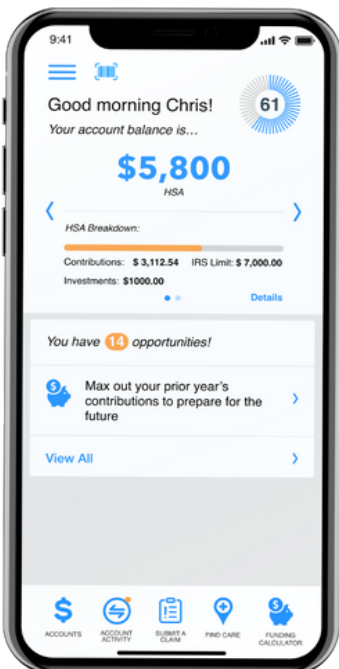 9:41
Good morning Chris!
61
Your account balance is...
$5,800
HSA
HSA Breakdown:
Contributions: $ 3,112.54 IRS Limit: $ 7,000.00
Investments: $1000.00
Details
You have 14 opportunities!
$
Max out your prior year's
contributions to prepare for the
future
View All
$
$
ACCOUNTS
ACCOUNT
ACTIVITY
SUBMIT A
CLAIM
FIND CARE
FUNDING
CALCULATOR